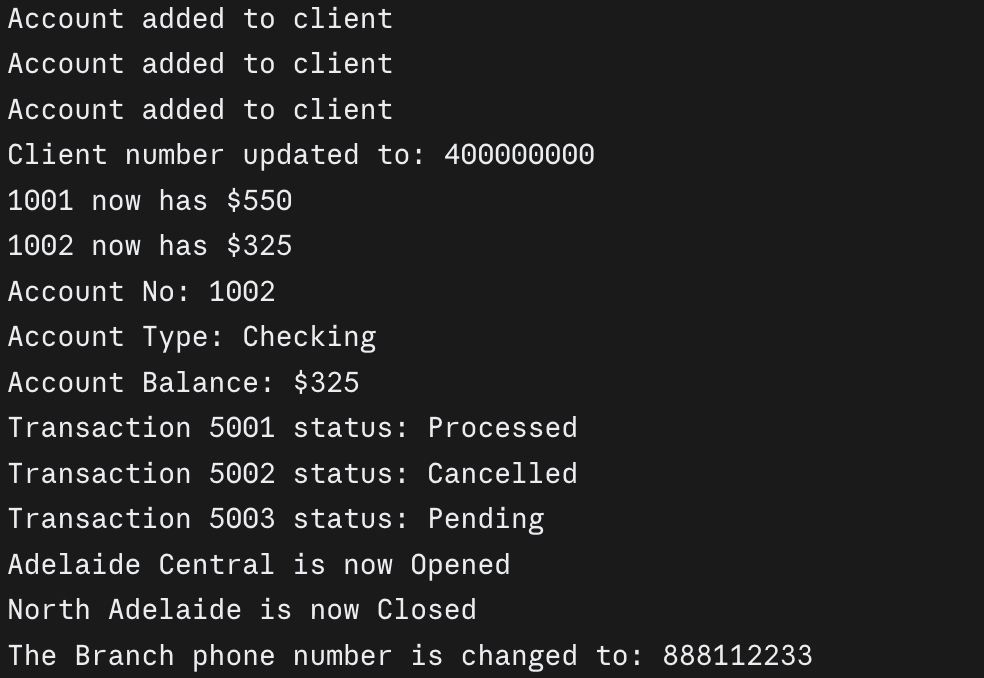 Account added to client
Account added to client
Account added to client
Client number updated to: 400000000
1001 now has $550
1002 now has $325
Account No: 1002
Account Type: Checking
Account Balance: $325
Transaction 5001 status: Processed
Transaction 5002 status: Cancelled
Transaction 5003 status: Pending
Adelaide Central is now Opened
North Adelaide is now Closed
The Branch phone number is changed to: 888112233